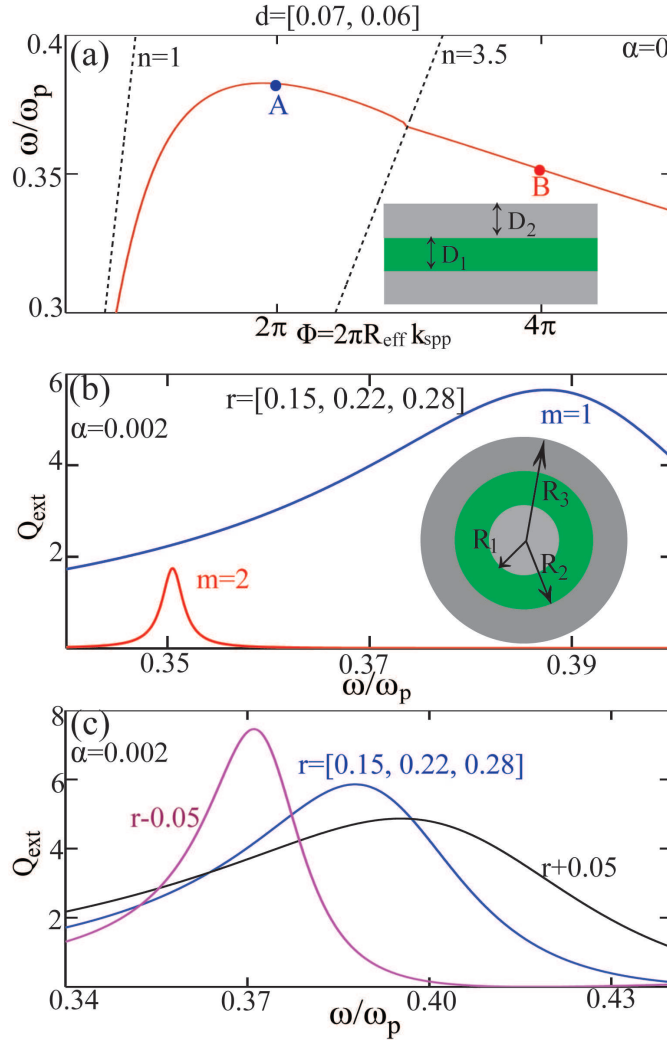 d=[0.07, 0.06]
(a)
n=1
n=3.5
α=0
0.4
0.35
0.3
ω/ωp
A
B
D2
D1
2π
Φ=2πReff kspp
4π
(b)
r=[0.15, 0.22, 0.28]
α=0.002
m=1
m=2
6
4
2
Qext
R1
R2
R3
0.35
0.37
0.39
ω/ωp
(c)
α=0.002
r=[0.15, 0.22, 0.28]
r-0.05
r+0.05
8
6
4
2
Qext
0.34
0.37
0.40
0.43
ω/ωp